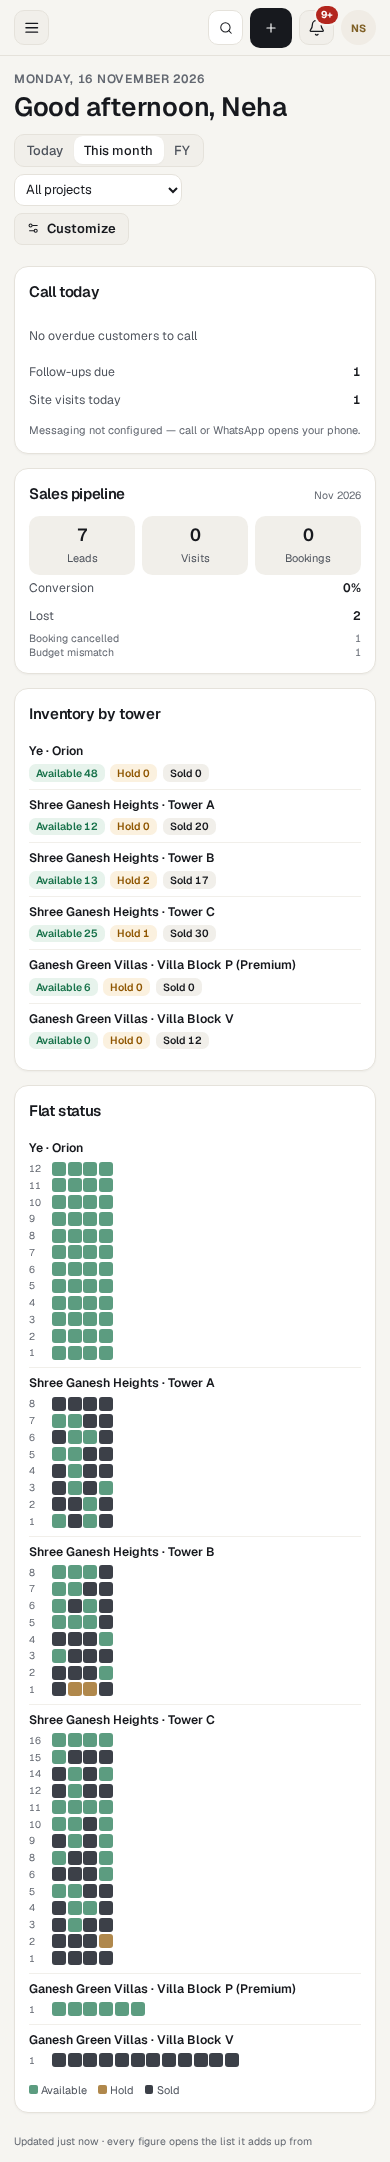 9+
NS
MONDAY, 16 NOVEMBER 2026
Good afternoon, Neha
Today This month FY
All projects
Customize
Call today
No overdue customers to call
Follow-ups due 1
Site visits today 1
Messaging not configured — call or WhatsApp opens your phone.
Sales pipeline Nov 2026
7 0 0
Leads Visits Bookings
Conversion 0%
Lost 2
Booking cancelled 1
Budget mismatch 1
Inventory by tower
Ye · Orion
Available 48 Hold 0 Sold 0
Shree Ganesh Heights · Tower A
Available 12 Hold 0 Sold 20
Shree Ganesh Heights · Tower B
Available 13 Hold 2 Sold 17
Shree Ganesh Heights · Tower C
Available 25 Hold 1 Sold 30
Ganesh Green Villas · Villa Block P (Premium)
Available 6 Hold 0 Sold 0
Ganesh Green Villas · Villa Block V
Available 0 Hold 0 Sold 12
Flat status
Ye · Orion
12
11
10
9
8
7
6
5
4
3
2
1
Shree Ganesh Heights · Tower A
8
7
6
5
4
3
2
1
Shree Ganesh Heights · Tower B
8
7
6
5
4
3
2
1
Shree Ganesh Heights · Tower C
16
15
14
12
11
10
9
8
6
5
4
3
2
1
Ganesh Green Villas · Villa Block P (Premium)
1
Ganesh Green Villas · Villa Block V
1
Available Hold Sold
Updated just now · every figure opens the list it adds up from